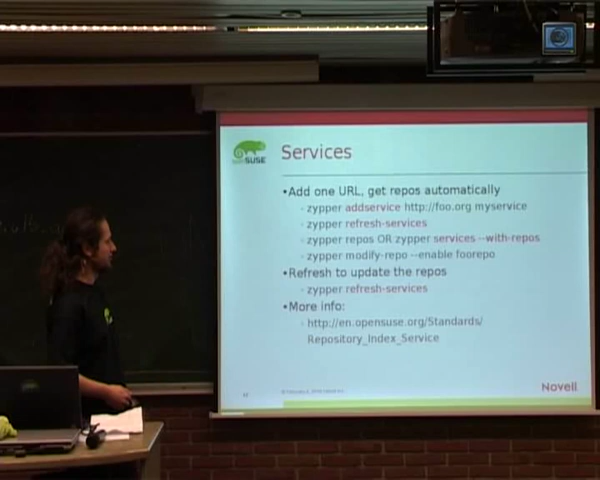 openSUSE
Services
•Add one URL, get repos automatically
- zypper addservice http://foo.org myservice
- zypper refresh-services
- zypper repos OR zypper services --with-repos
- zypper modify-repo --enable foorepo
•Refresh to update the repos
- zypper refresh-services
•More info:
- http://en.opensuse.org/Standards/
Repository_Index_Service
Novell